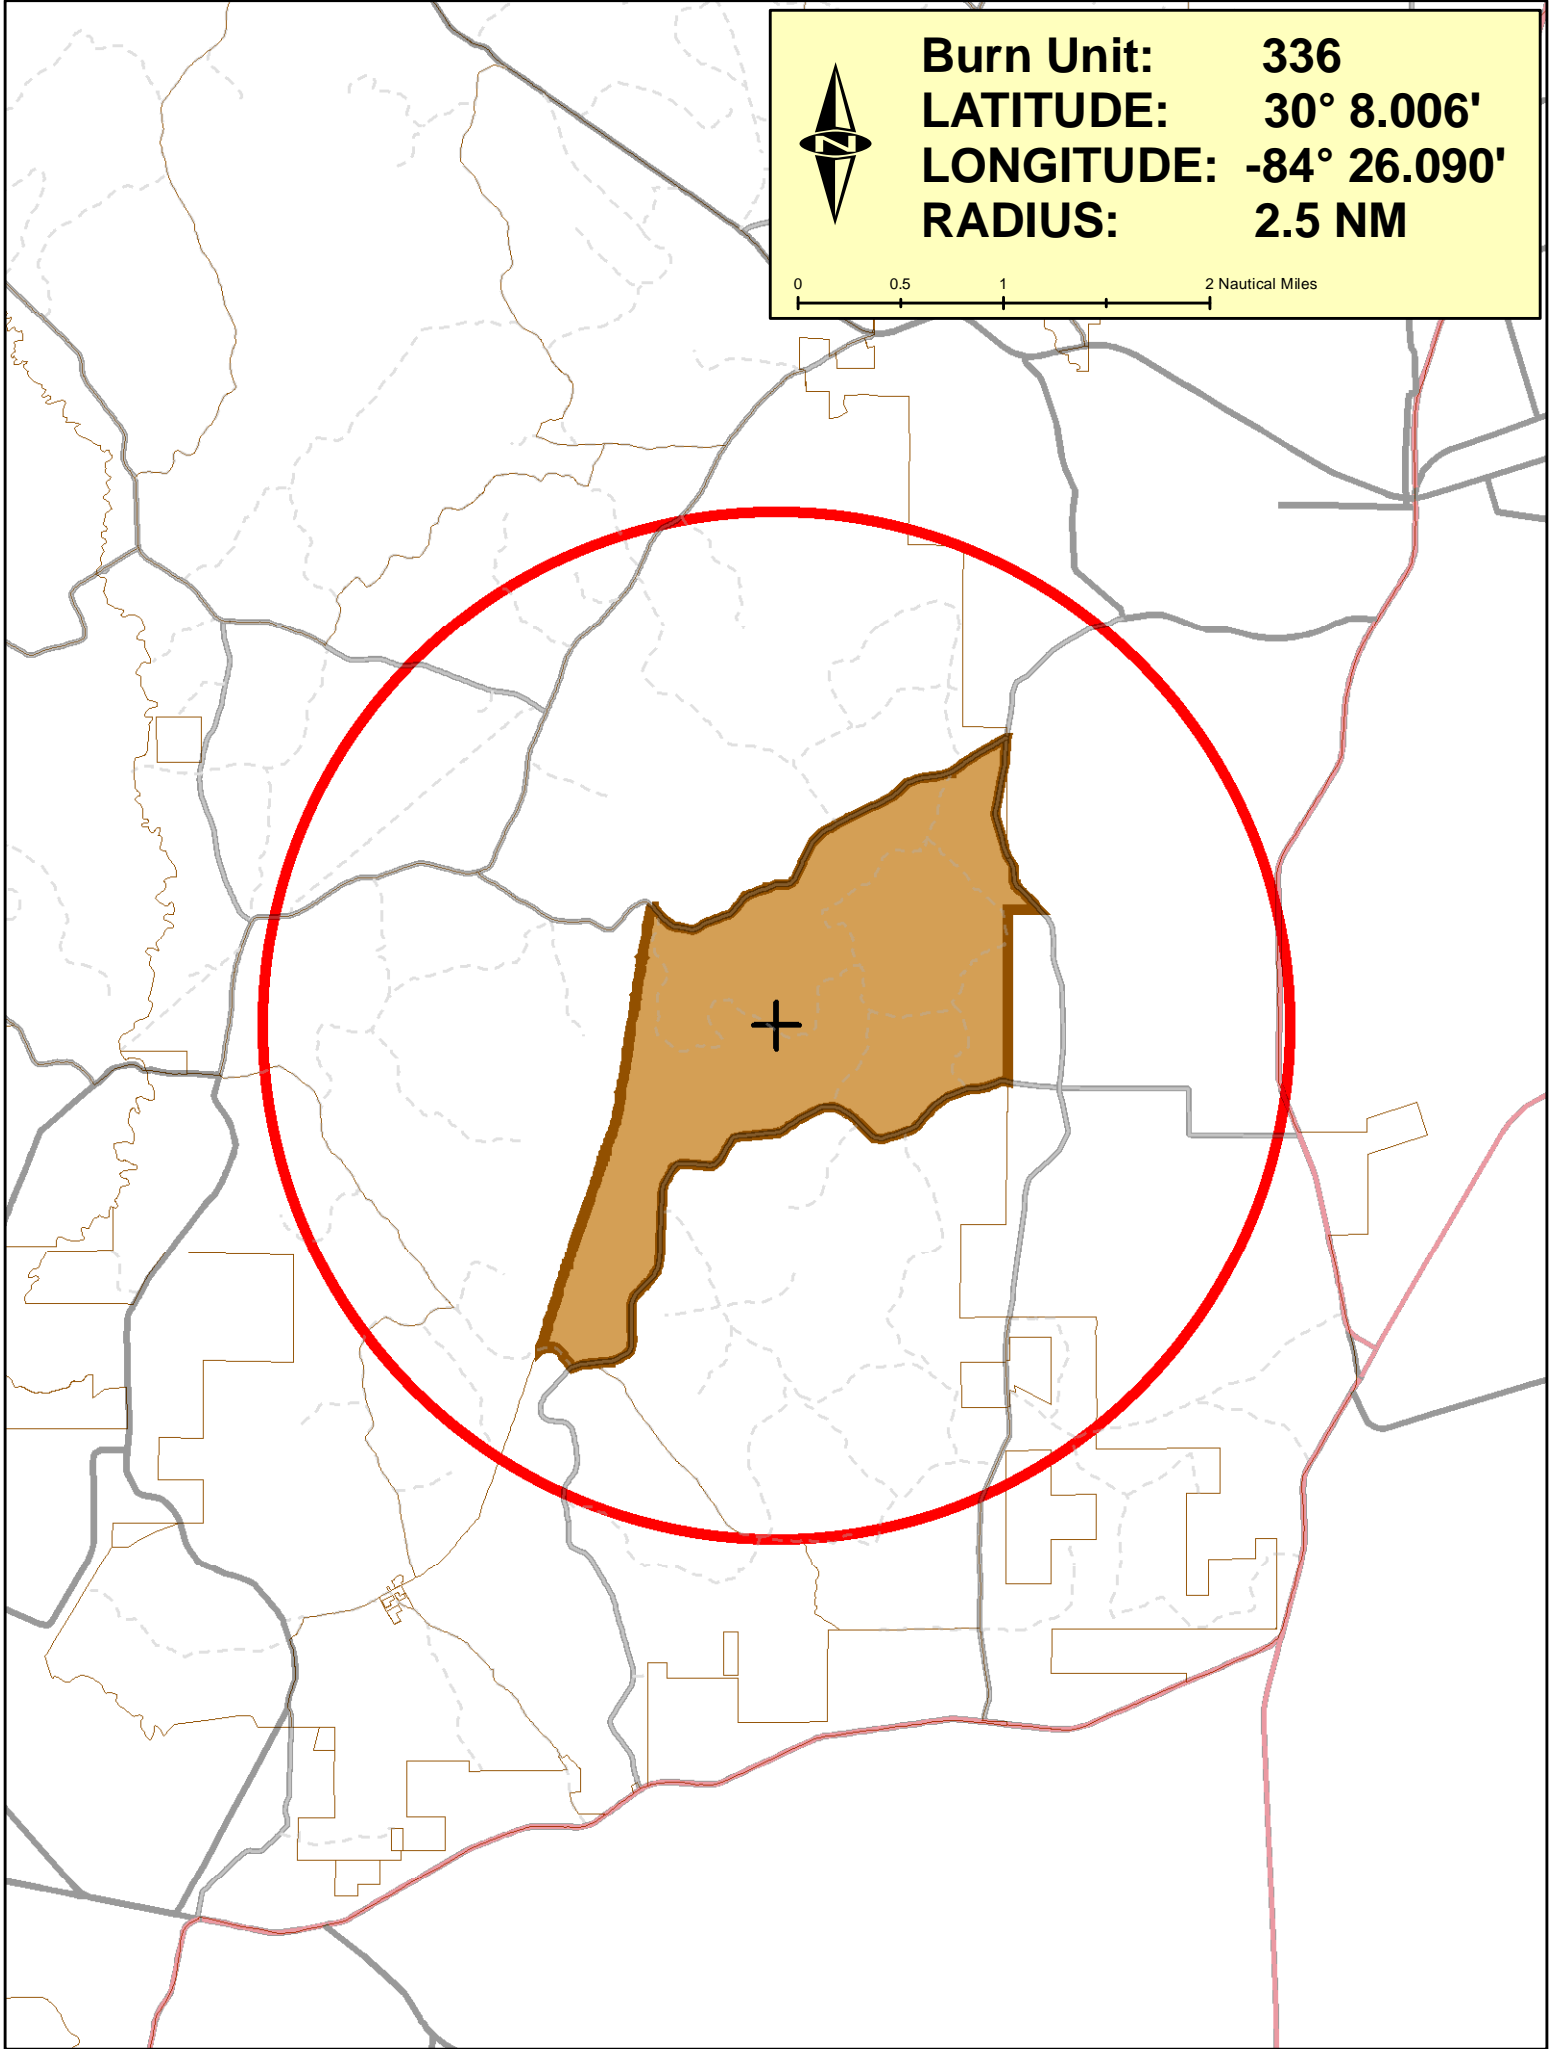 Burn Unit: 336
LATITUDE: 30° 8.006'
LONGITUDE: -84° 26.090'
RADIUS: 2.5 NM
N
0 0.5 1 2 Nautical Miles